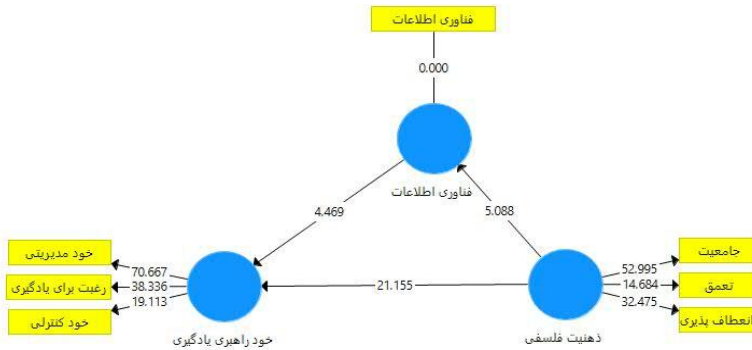 فناوری اطلاعات
0.000
فناوری اطلاعات
4.469
5.088
خود مدیریتی
70.667
رغبت برای یادگیری
38.336
خود کنترلی
19.113
خود راهبری یادگیری
21.155
جامعیت
52.995
تعمق
14.684
انعطاف پذیری
32.475
ذهنیت فلسفی